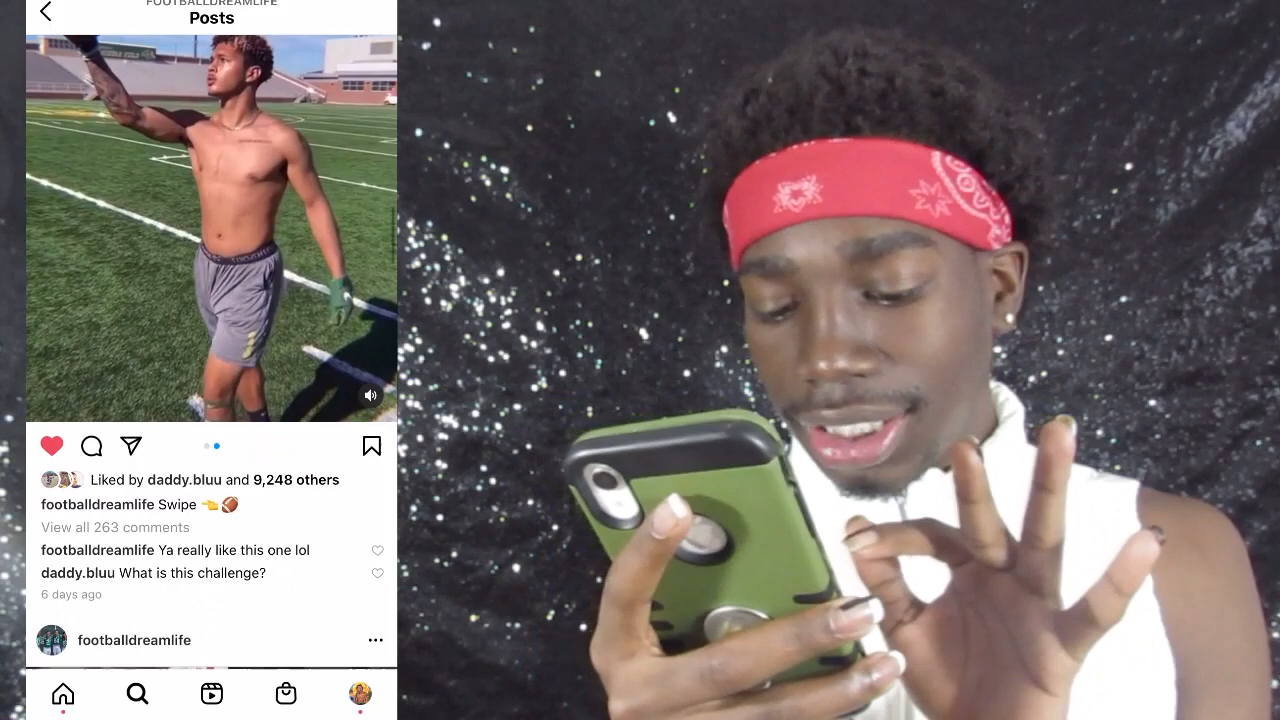 FOOTBALLDREAMLIFE
Posts
Liked by daddy.bluu and 9,248 others
footballdreamlife Swipe 👈🏈
View all 263 comments
footballdreamlife Ya really like this one lol
daddy.bluu What is this challenge?
6 days ago
footballdreamlife